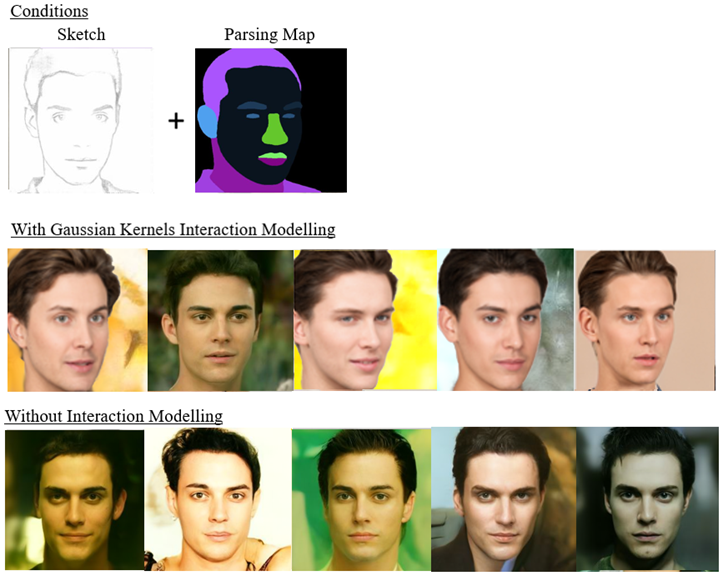 Conditions
Sketch
Parsing Map
+
With Gaussian Kernels Interaction Modelling
Without Interaction Modelling